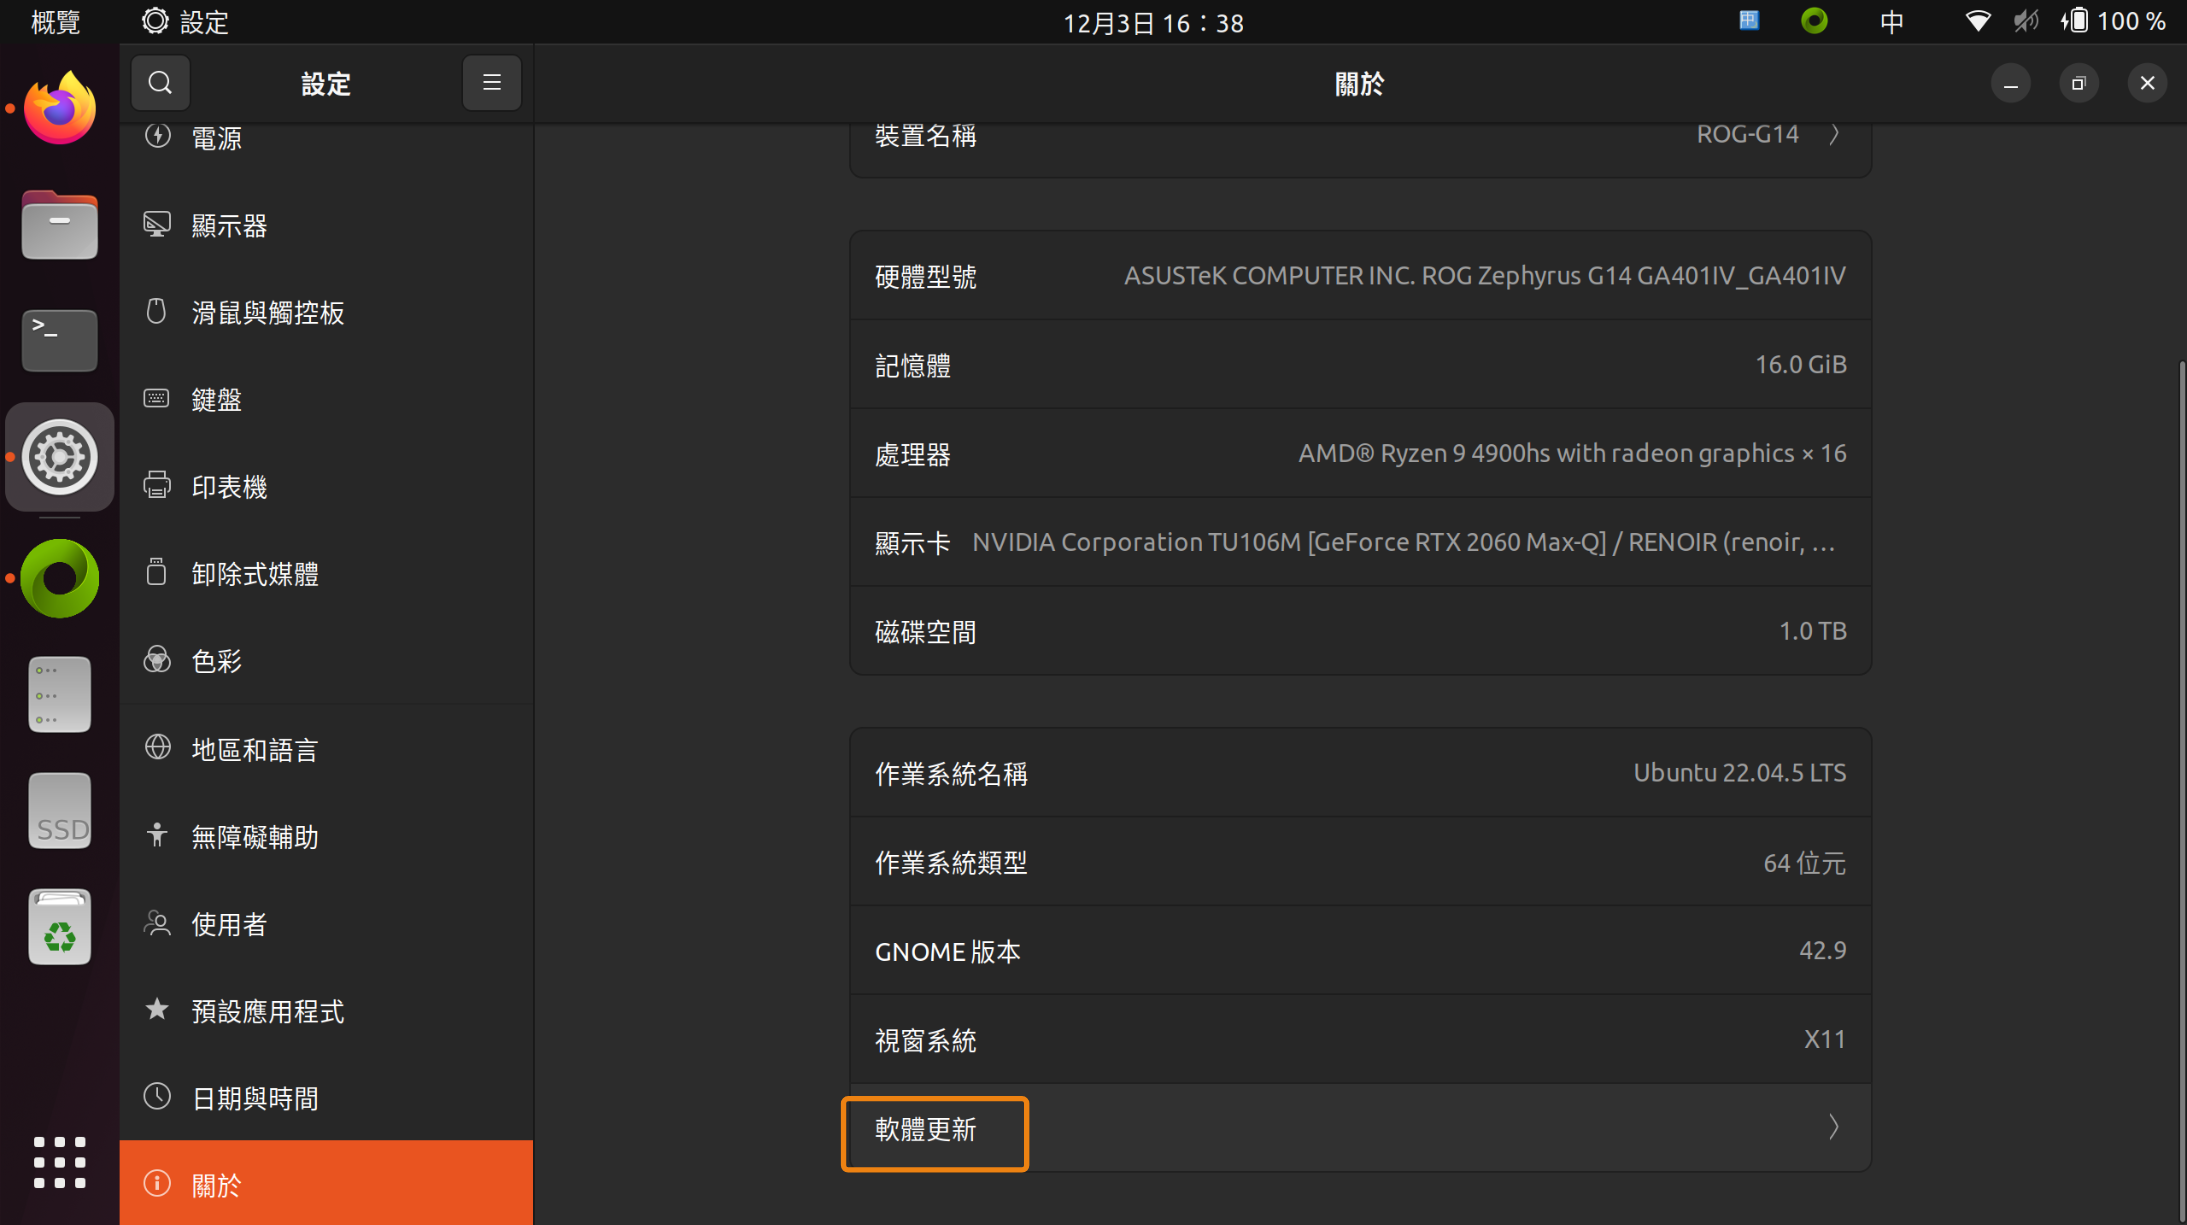 概覽
設定
12月3日 16：38
中
100 %
設定
關於
電源
顯示器
滑鼠與觸控板
鍵盤
印表機
卸除式媒體
色彩
地區和語言
無障礙輔助
使用者
預設應用程式
日期與時間
關於
>_
SSD
裝置名稱 ROG-G14
硬體型號 ASUSTeK COMPUTER INC. ROG Zephyrus G14 GA401IV_GA401IV
記憶體 16.0 GiB
處理器 AMD® Ryzen 9 4900hs with radeon graphics × 16
顯示卡 NVIDIA Corporation TU106M [GeForce RTX 2060 Max-Q] / RENOIR (renoir, …
磁碟空間 1.0 TB
作業系統名稱 Ubuntu 22.04.5 LTS
作業系統類型 64 位元
GNOME 版本 42.9
視窗系統 X11
軟體更新